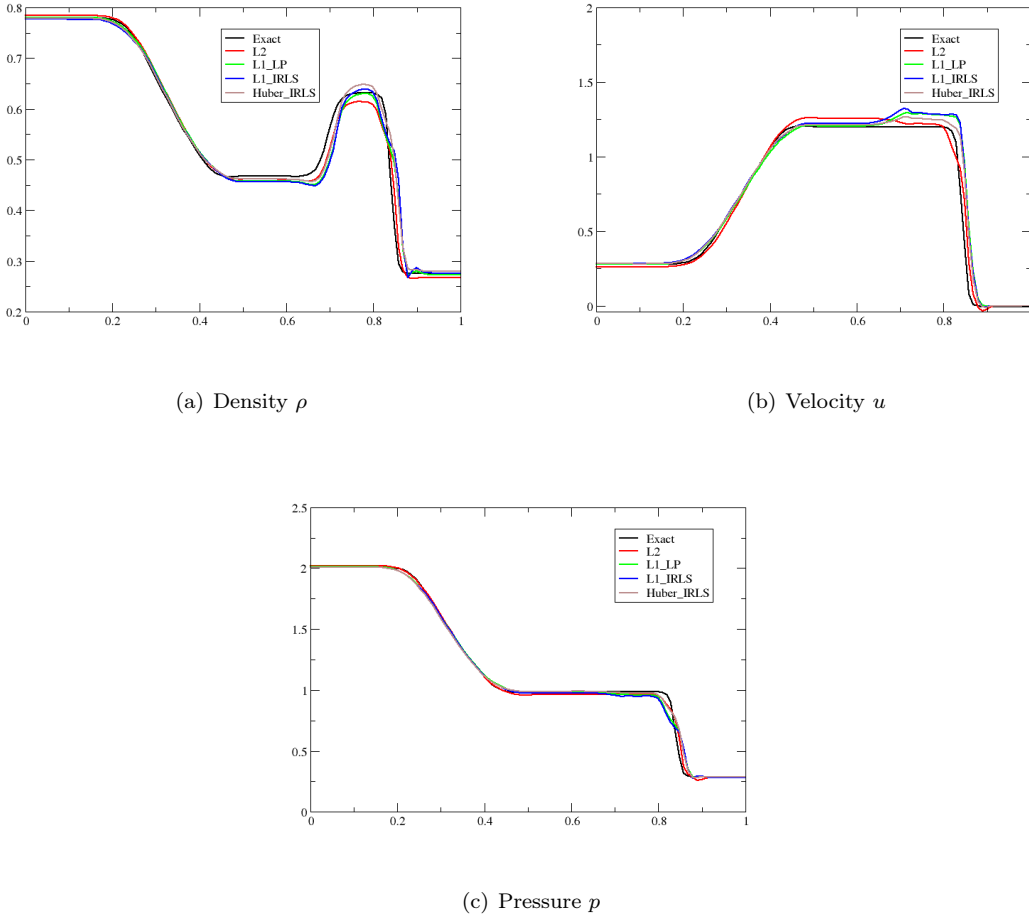 0.8
0.7
0.6
0.5
0.4
0.3
0.2
0 0.2 0.4 0.6 0.8 1
Exact
L2
L1_LP
L1_IRLS
Huber_IRLS
(a) Density ρ
2
1.5
1
0.5
0
0 0.2 0.4 0.6 0.8
Exact
L2
L1_LP
L1_IRLS
Huber_IRLS
(b) Velocity u
2.5
2
1.5
1
0.5
0
0 0.2 0.4 0.6 0.8 1
Exact
L2
L1_LP
L1_IRLS
Huber_IRLS
(c) Pressure p